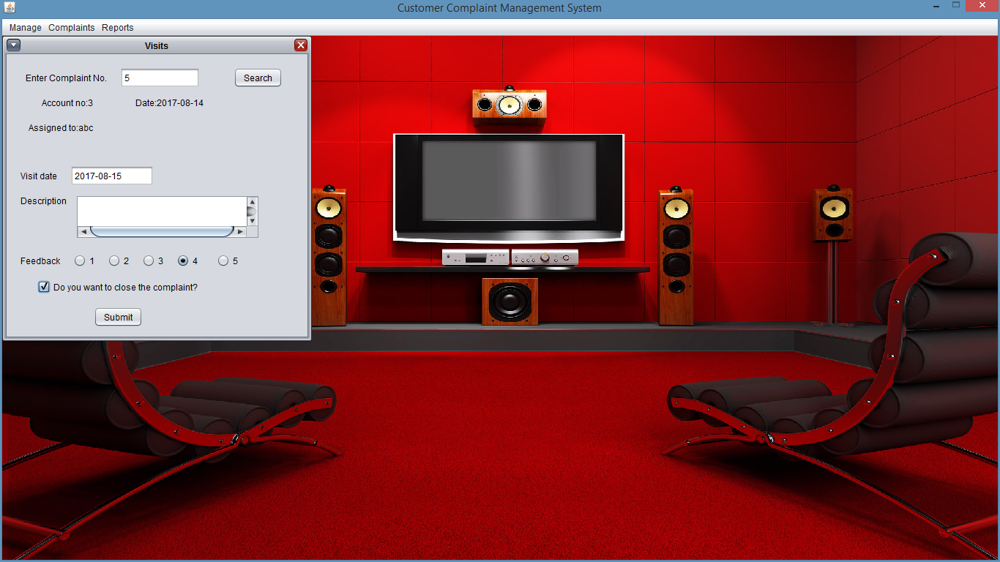 Customer Complaint Management System
Manage Complaints Reports
Visits
Enter Complaint No. 5 Search
Account no:3 Date:2017-08-14
Assigned to:abc
Visit date 2017-08-15
Description
Feedback 1 2 3 4 5
Do you want to close the complaint?
Submit